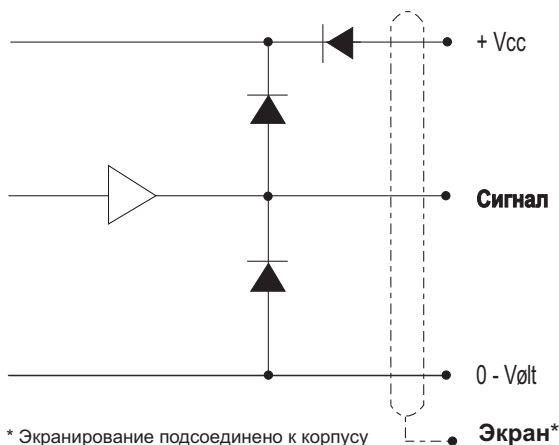 + Vcc
Сигнал
0 - Vølt
Экран*
* Экранирование подсоединено к корпусу